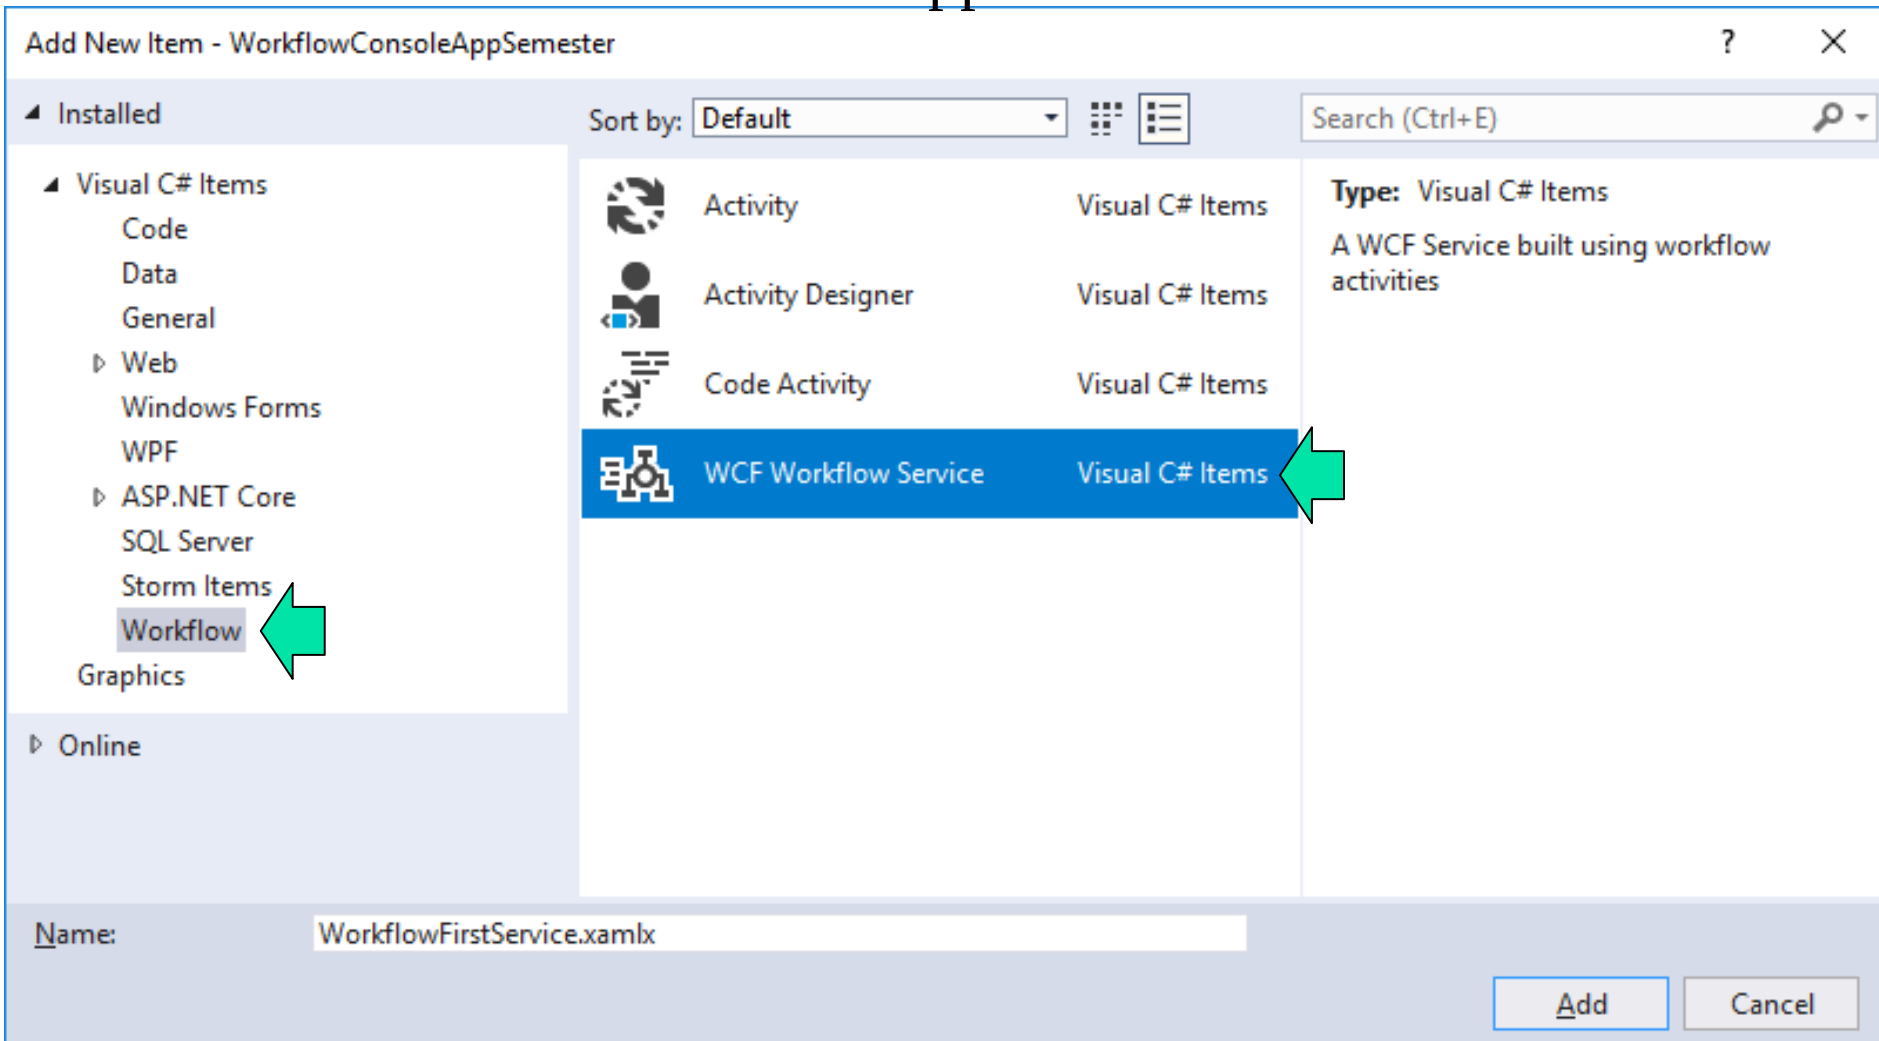 Add New Item - WorkflowConsoleAppSemester
?
Installed
Sort by: Default
Search (Ctrl+E)
Visual C# Items
Code
Data
General
Web
Windows Forms
WPF
ASP.NET Core
SQL Server
Storm Items
Workflow
Graphics
Online
Activity Visual C# Items
Activity Designer Visual C# Items
Code Activity Visual C# Items
WCF Workflow Service Visual C# Items
Type: Visual C# Items
A WCF Service built using workflow
activities
Name: WorkflowFirstService.xamlx
Add Cancel